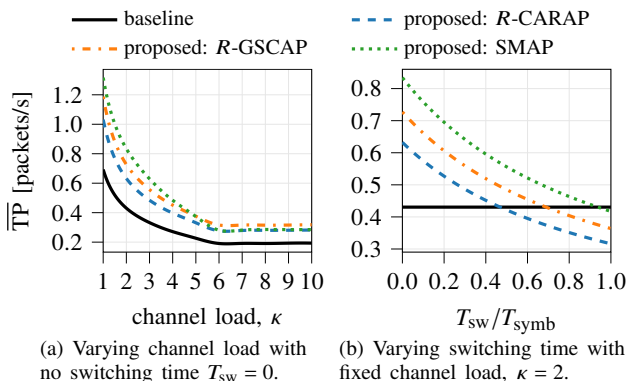 baseline
proposed: R-CARAP
proposed: R-GSCAP
proposed: SMAP
TP [packets/s]
1.2
1.0
0.8
0.6
0.4
0.2
1 2 3 4 5 6 7 8 9 10
channel load, κ
(a) Varying channel load with
no switching time Tsw = 0.
0.8
0.7
0.6
0.5
0.4
0.3
0.0 0.2 0.4 0.6 0.8 1.0
Tsw/Tsymb
(b) Varying switching time with
fixed channel load, κ = 2.